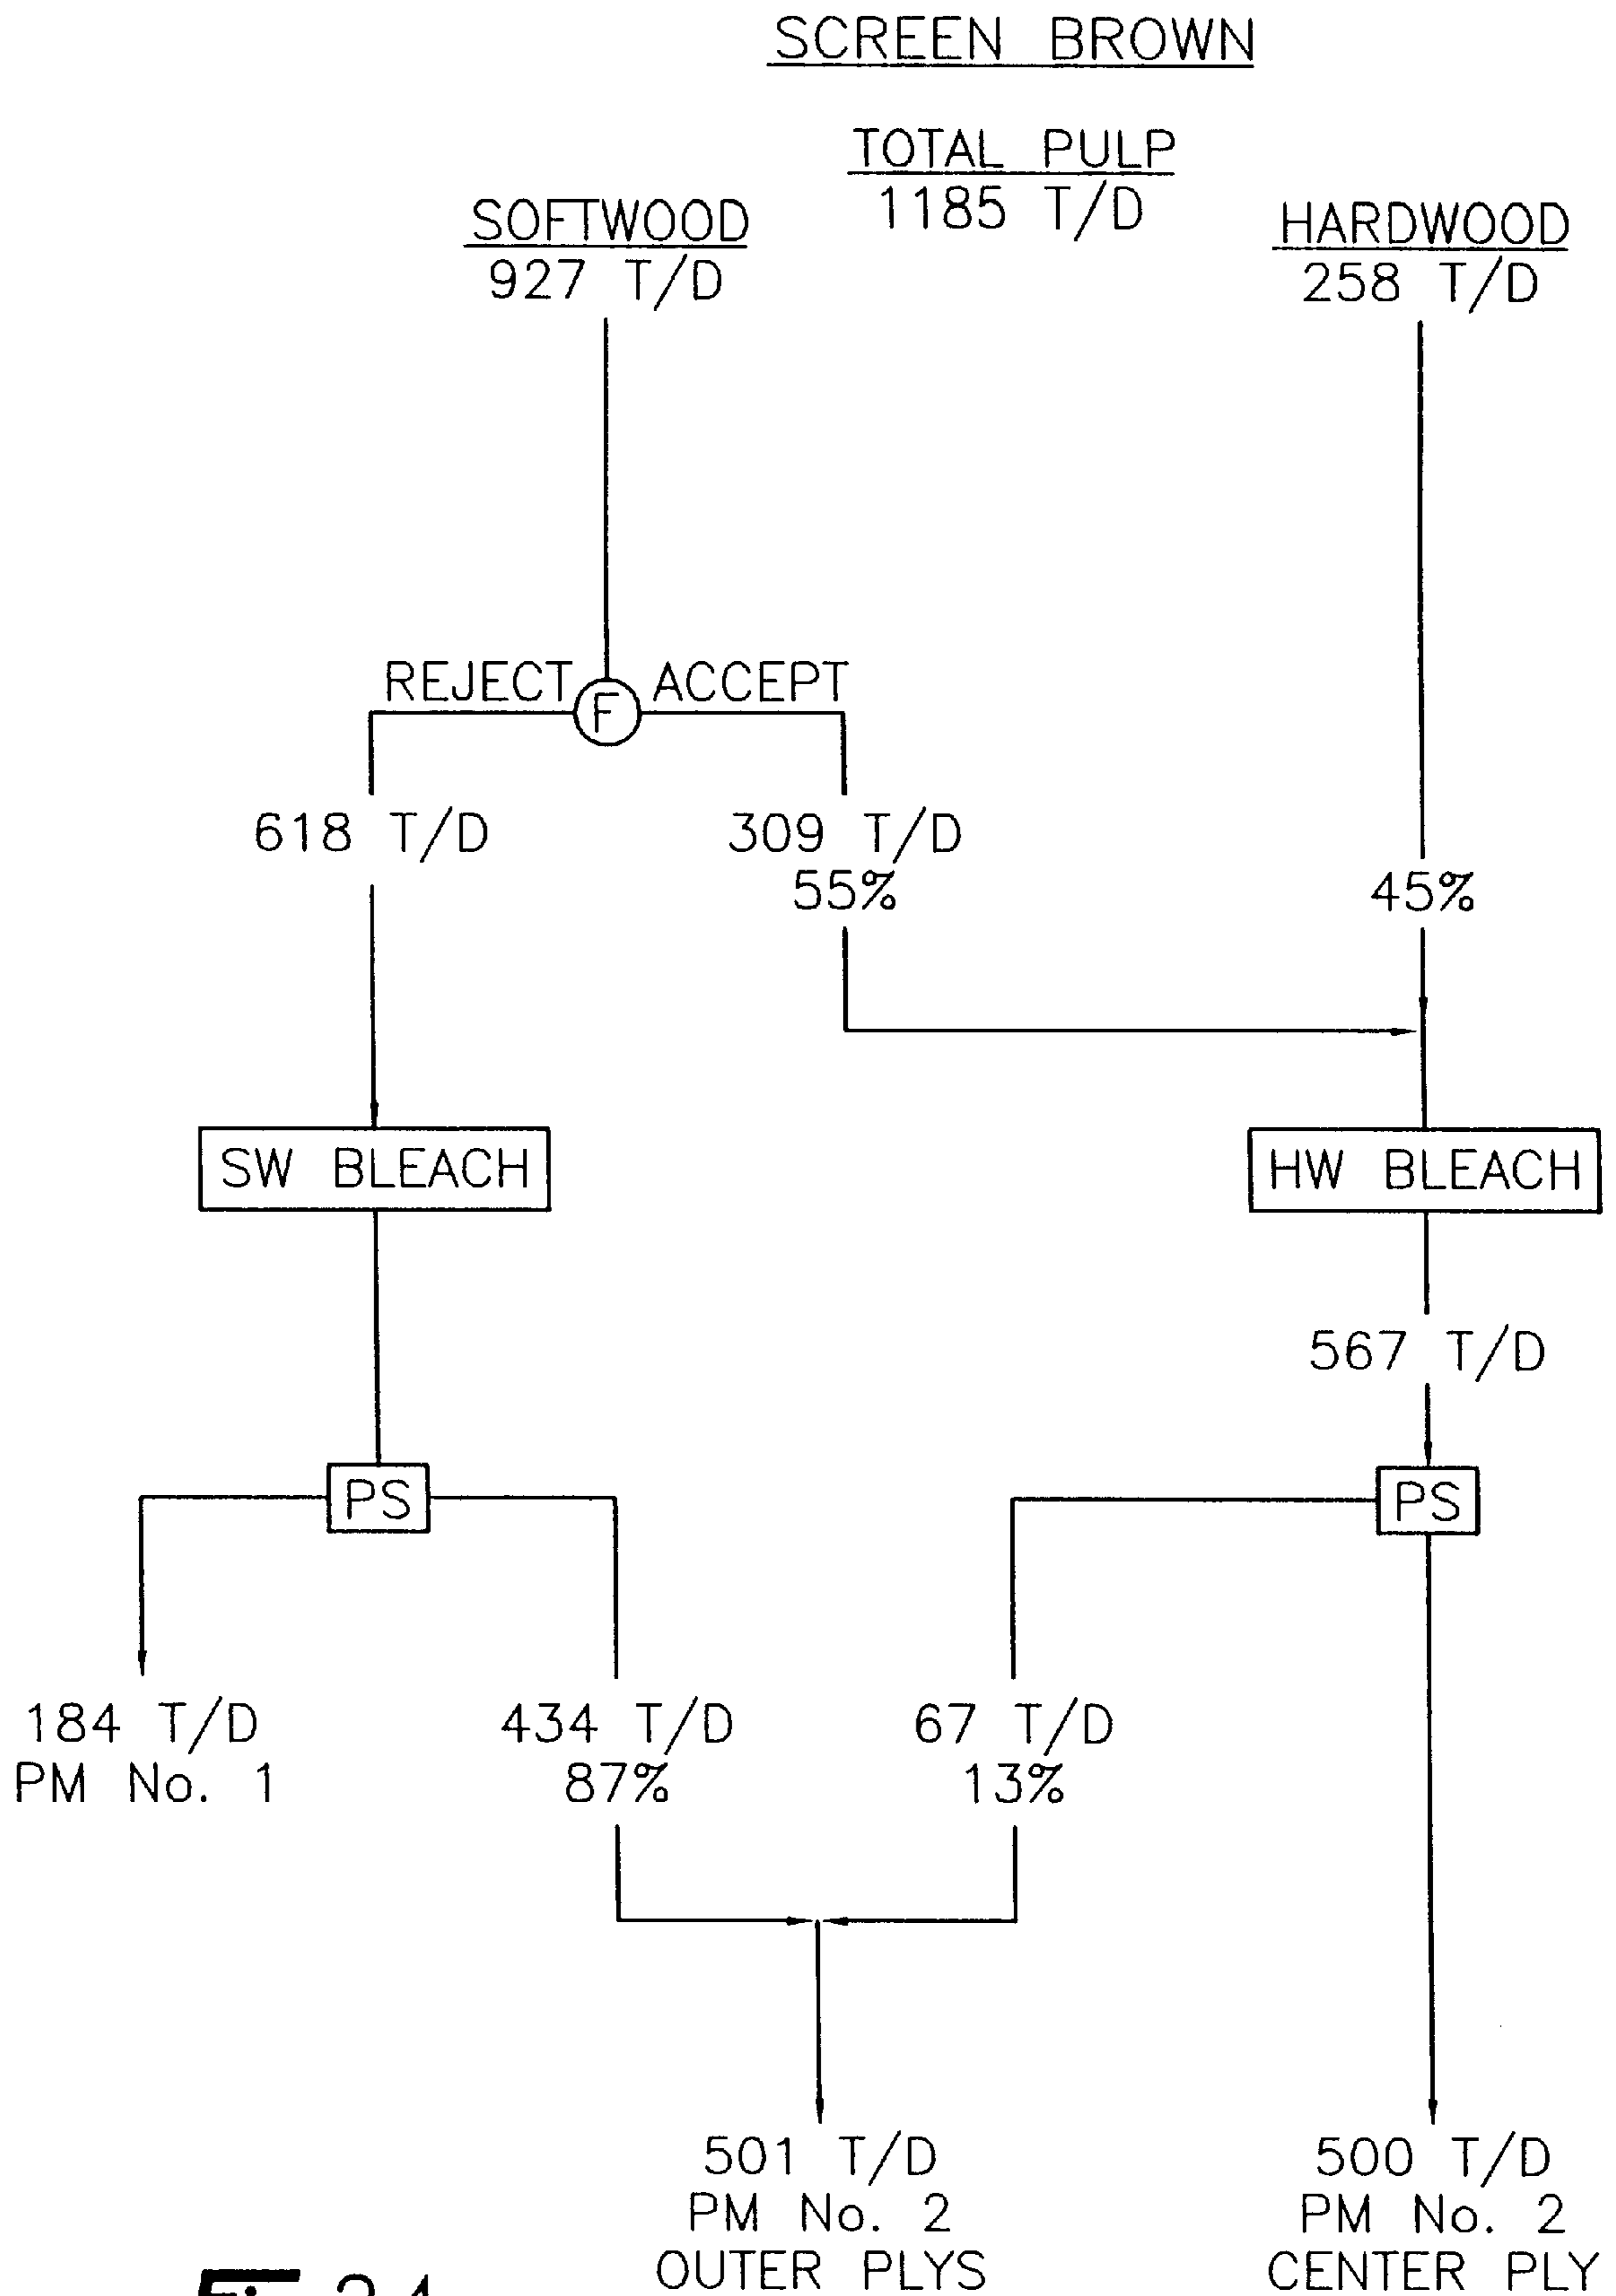 SCREEN BROWN
TOTAL PULP
1185 T/D
SOFTWOOD
927 T/D
HARDWOOD
258 T/D
REJECT
F
ACCEPT
618 T/D
309 T/D
55%
45%
SW BLEACH
HW BLEACH
567 T/D
PS
PS
184 T/D
PM No. 1
434 T/D
87%
67 T/D
13%
501 T/D
PM No. 2
OUTER PLYS
500 T/D
PM No. 2
CENTER PLY